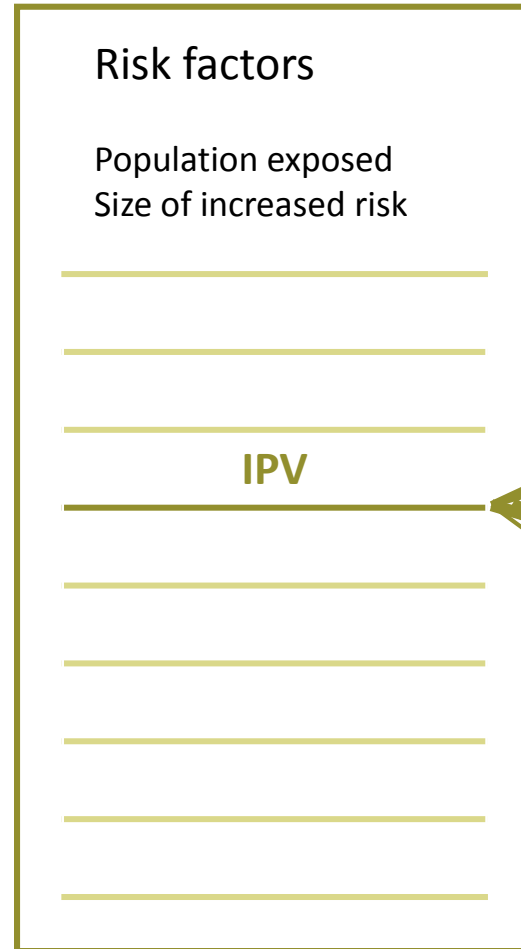 Risk factors
Population exposed
Size of increased risk
IPV